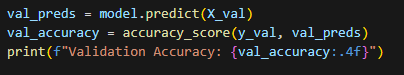 val_preds = model.predict(X_val)
val_accuracy = accuracy_score(y_val, val_preds)
print(f"Validation Accuracy: {val_accuracy:.4f}")